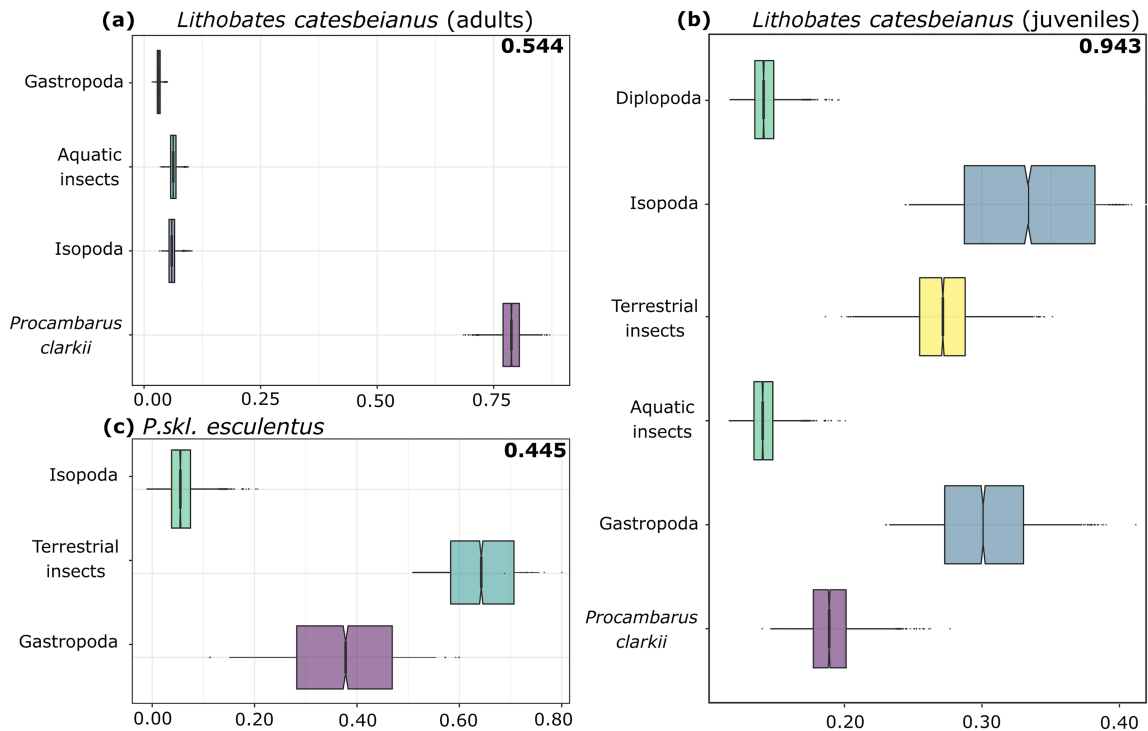 (a) Lithobates catesbeianus (adults)
0.544
Gastropoda
Aquatic
insects
Isopoda
Procambarus
clarkii
0.00 0.25 0.50 0.75
(c) P.skl. esculentus
0.445
Isopoda
Terrestrial
insects
Gastropoda
0.00 0.20 0.40 0.60 0.80
(b) Lithobates catesbeianus (juveniles)
0.943
Diplopoda
Isopoda
Terrestrial
insects
Aquatic
insects
Gastropoda
Procambarus
clarkii
0.20 0.30 0.40